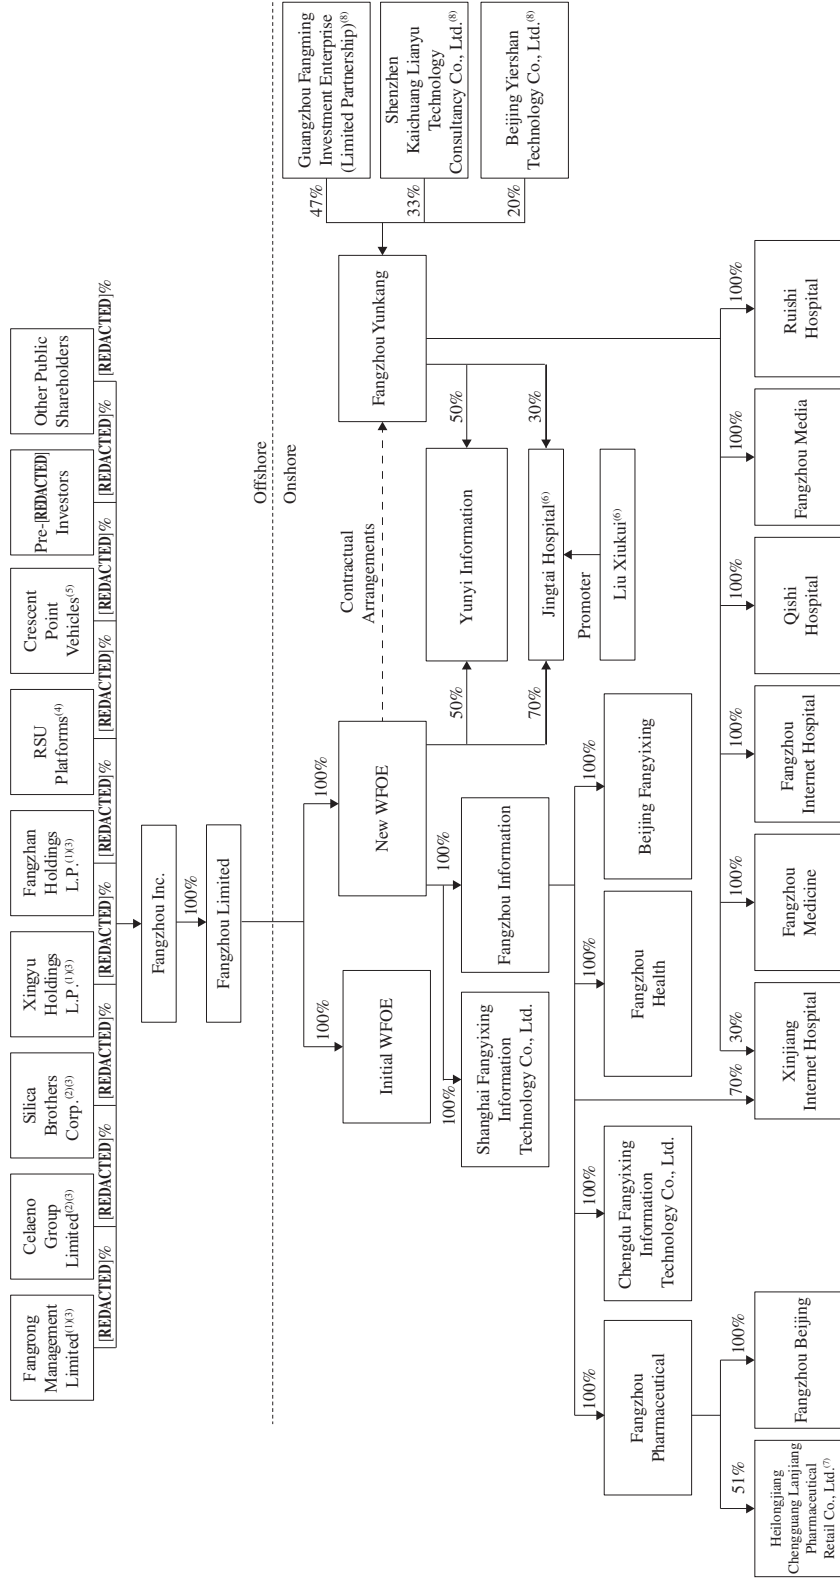 Fangrong
Management
Limited(1)(3)
Celaeno
Group
Limited(2)(3)
Silica
Brothers
Corp.(2)(3)
Xingyu
Holdings
L.P.(1)(3)
Fangzhan
Holdings
L.P.(1)(3)
RSU
Platforms(4)
Crescent
Point
Vehicles(5)
Pre-[REDACTED]
Investors
Other Public
Shareholders
[REDACTED]%
[REDACTED]%
[REDACTED]%
[REDACTED]%
[REDACTED]%
[REDACTED]%
[REDACTED]%
[REDACTED]%
[REDACTED]%
Fangzhou Inc.
100%
Fangzhou Limited
Offshore
Onshore
100%
100%
Initial WFOE
New WFOE
Contractual
Arrangements
Fangzhou Yunkang
47%
33%
20%
Guangzhou Fangming
Investment Enterprise
(Limited Partnership)(8)
Shenzhen
Kaichuang Lianyu
Technology
Consultancy Co., Ltd.(8)
Beijing Yiershan
Technology Co., Ltd.(8)
100%
100%
50%
50%
Shanghai Fangyixing
Information
Technology Co., Ltd.
Fangzhou Information
Yunyi Information
70%
30%
Jingtai Hospital(6)
Promoter
Liu Xiukui(6)
100%
100%
100%
100%
Fangzhou
Pharmaceutical
Chengdu Fangyixing
Information
Technology Co., Ltd.
Fangzhou
Health
Beijing Fangyixing
51%
100%
70%
30%
100%
100%
100%
100%
100%
Heilongjiang
Chengguang Lanjiang
Pharmaceutical
Retail Co., Ltd.(7)
Fangzhou Beijing
Xinjiang
Internet Hospital
Fangzhou
Medicine
Fangzhou
Internet Hospital
Qishi
Hospital
Fangzhou Media
Ruishi
Hospital